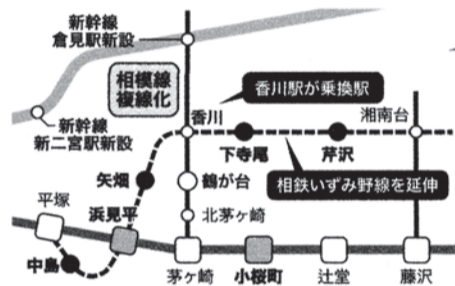 新幹線
倉見駅新設
相模線
複線化
香川駅が乗換駅
新幹線
新二宮駅新設
香川
湘南台
下寺尾
芹沢
矢畑
鶴が台
相鉄いずみ野線を延伸
平塚
浜見平
北茅ヶ崎
中島
茅ヶ崎
小桜町
辻堂
藤沢